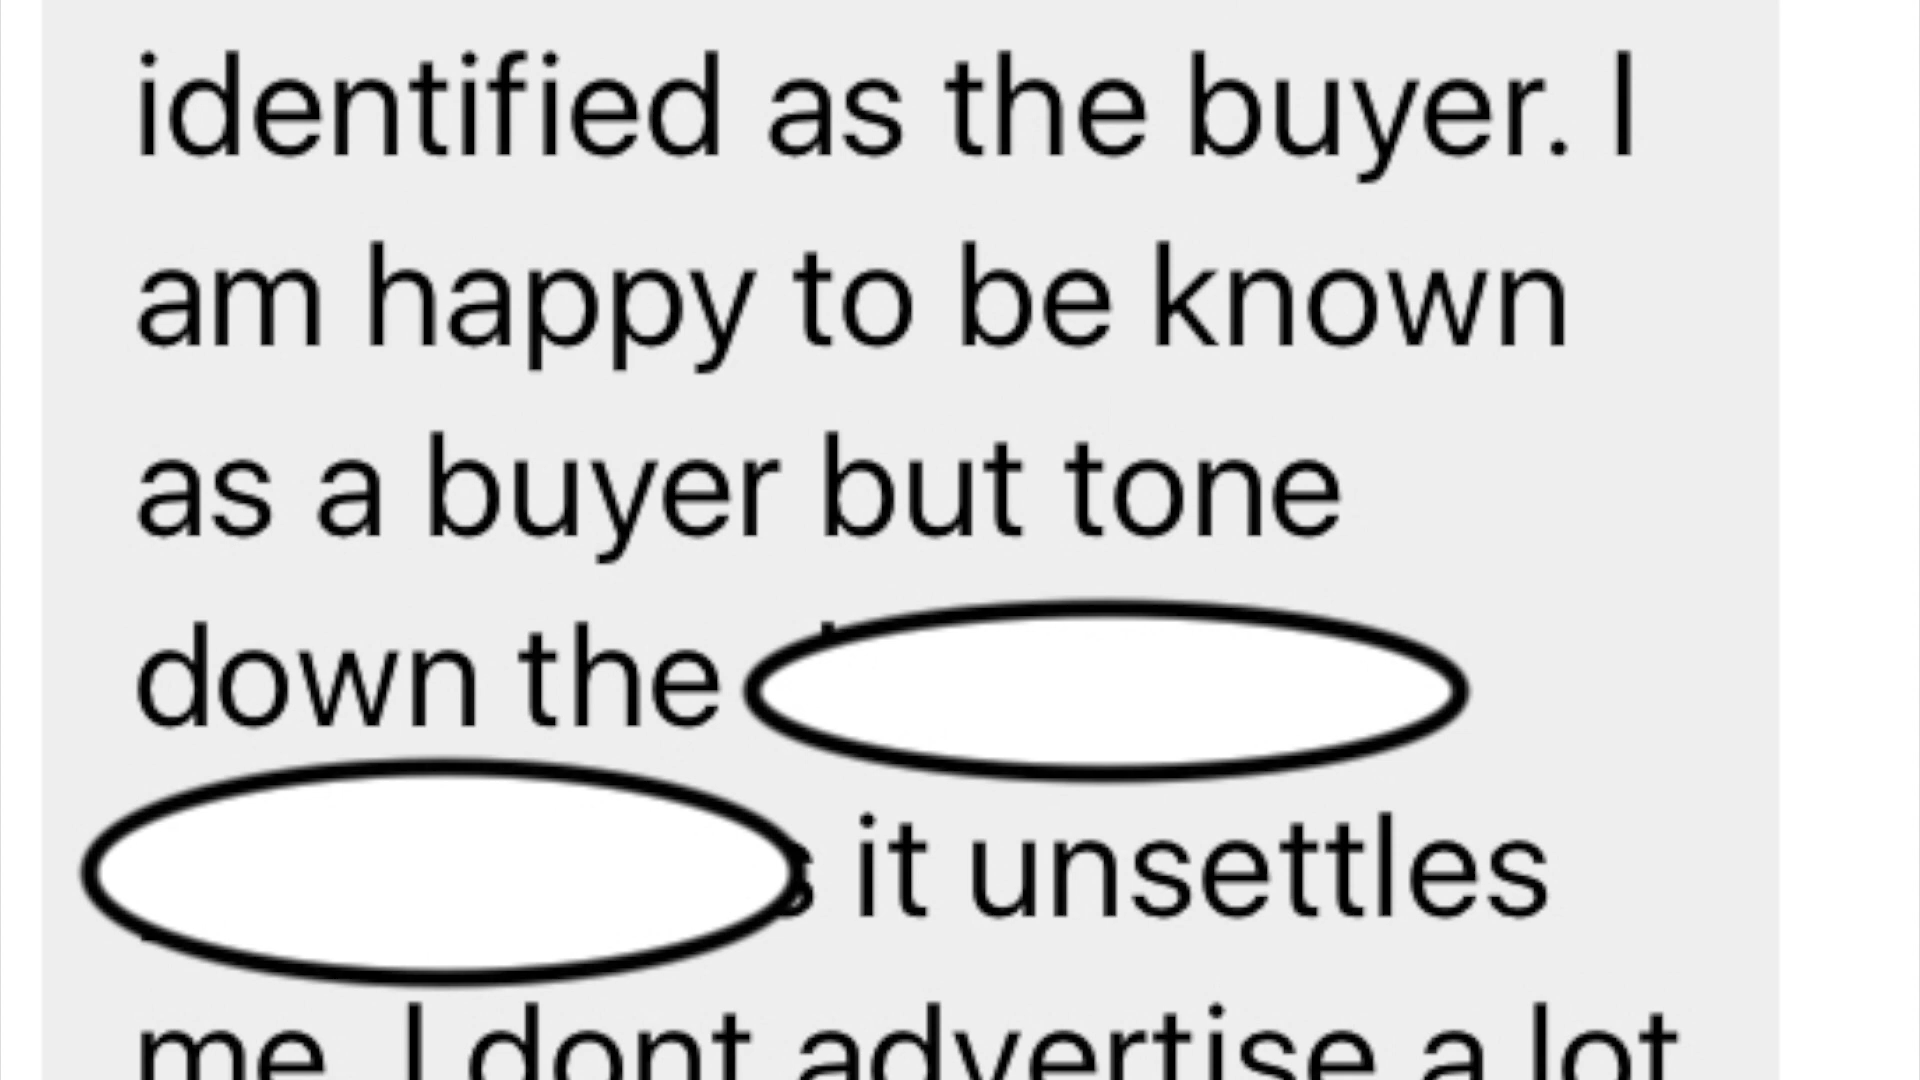 identified as the buyer. I
am happy to be known
as a buyer but tone
down the
it unsettles
me. I dont advertise a lot